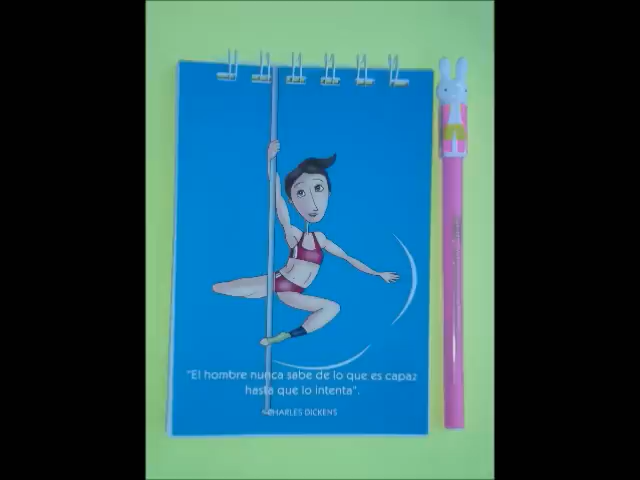 "El hombre nunca sabe de lo que es capaz
hasta que lo intenta".
CHARLES DICKENS